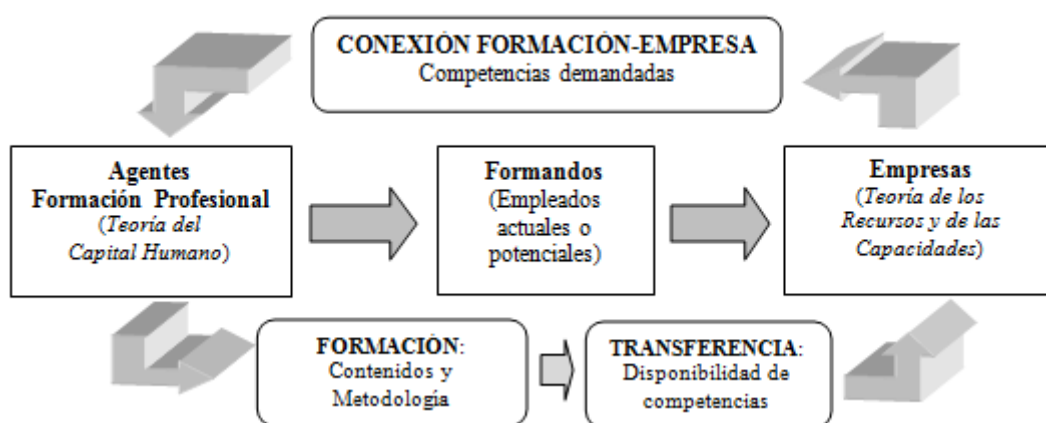 CONEXIÓN FORMACIÓN-EMPRESA
Competencias demandadas
Agentes
Formación Profesional
(Teoría del
Capital Humano)
Formandos
(Empleados
actuales o
potenciales)
Empresas
(Teoría de los
Recursos y de las
Capacidades)
FORMACIÓN:
Contenidos y
Metodología
TRANSFERENCIA:
Disponibilidad de
competencias